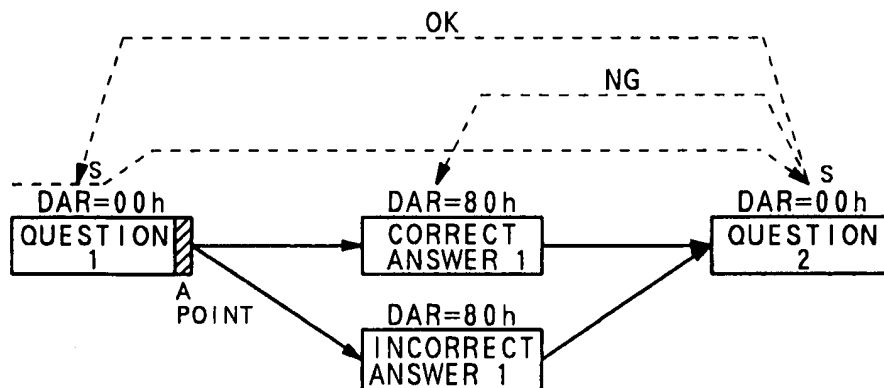 OK
NG
S
S
DAR=00h
DAR=80h
DAR=00h
QUESTION
1
CORRECT
ANSWER 1
QUESTION
2
A
POINT
DAR=80h
INCORRECT
ANSWER 1